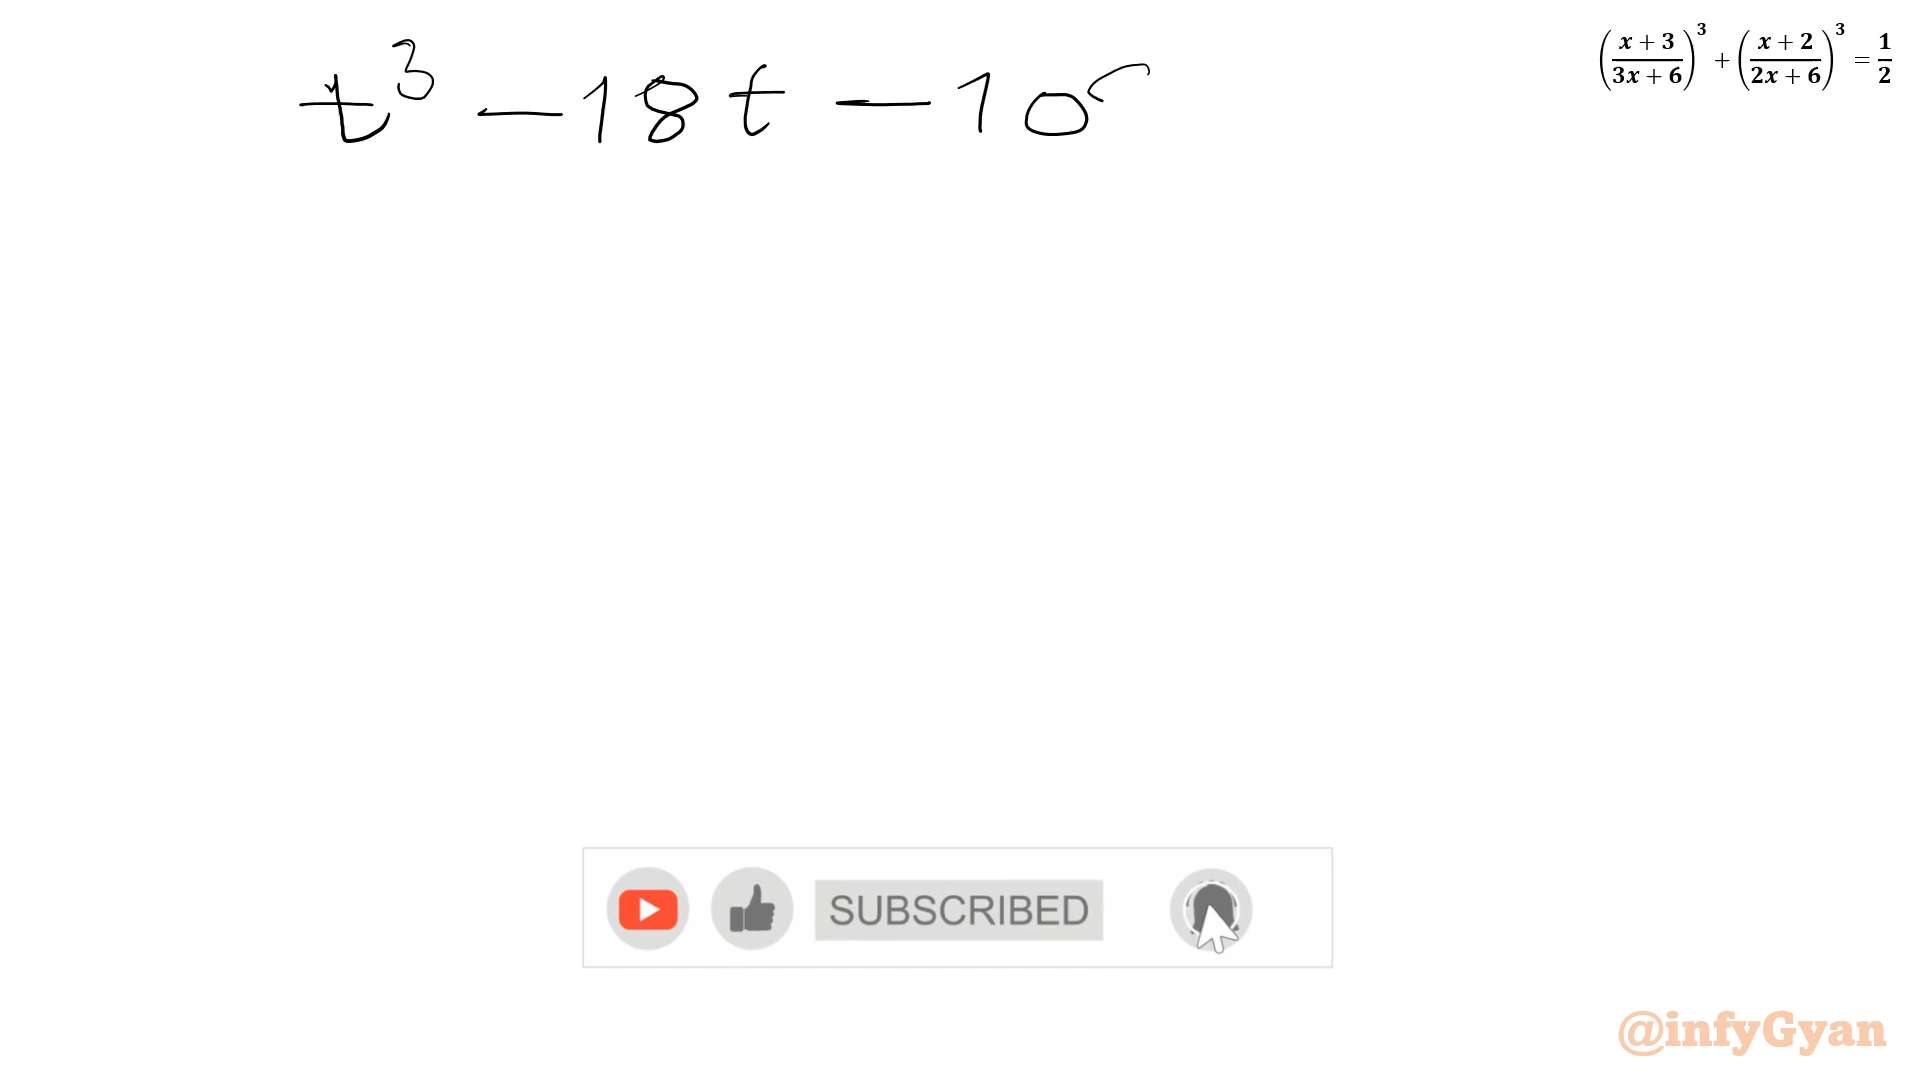 t³ - 18t - 10
(x + 3 / 3x + 6)³ + (x + 2 / 2x + 6)³ = 1/2
SUBSCRIBED
@infyGyan